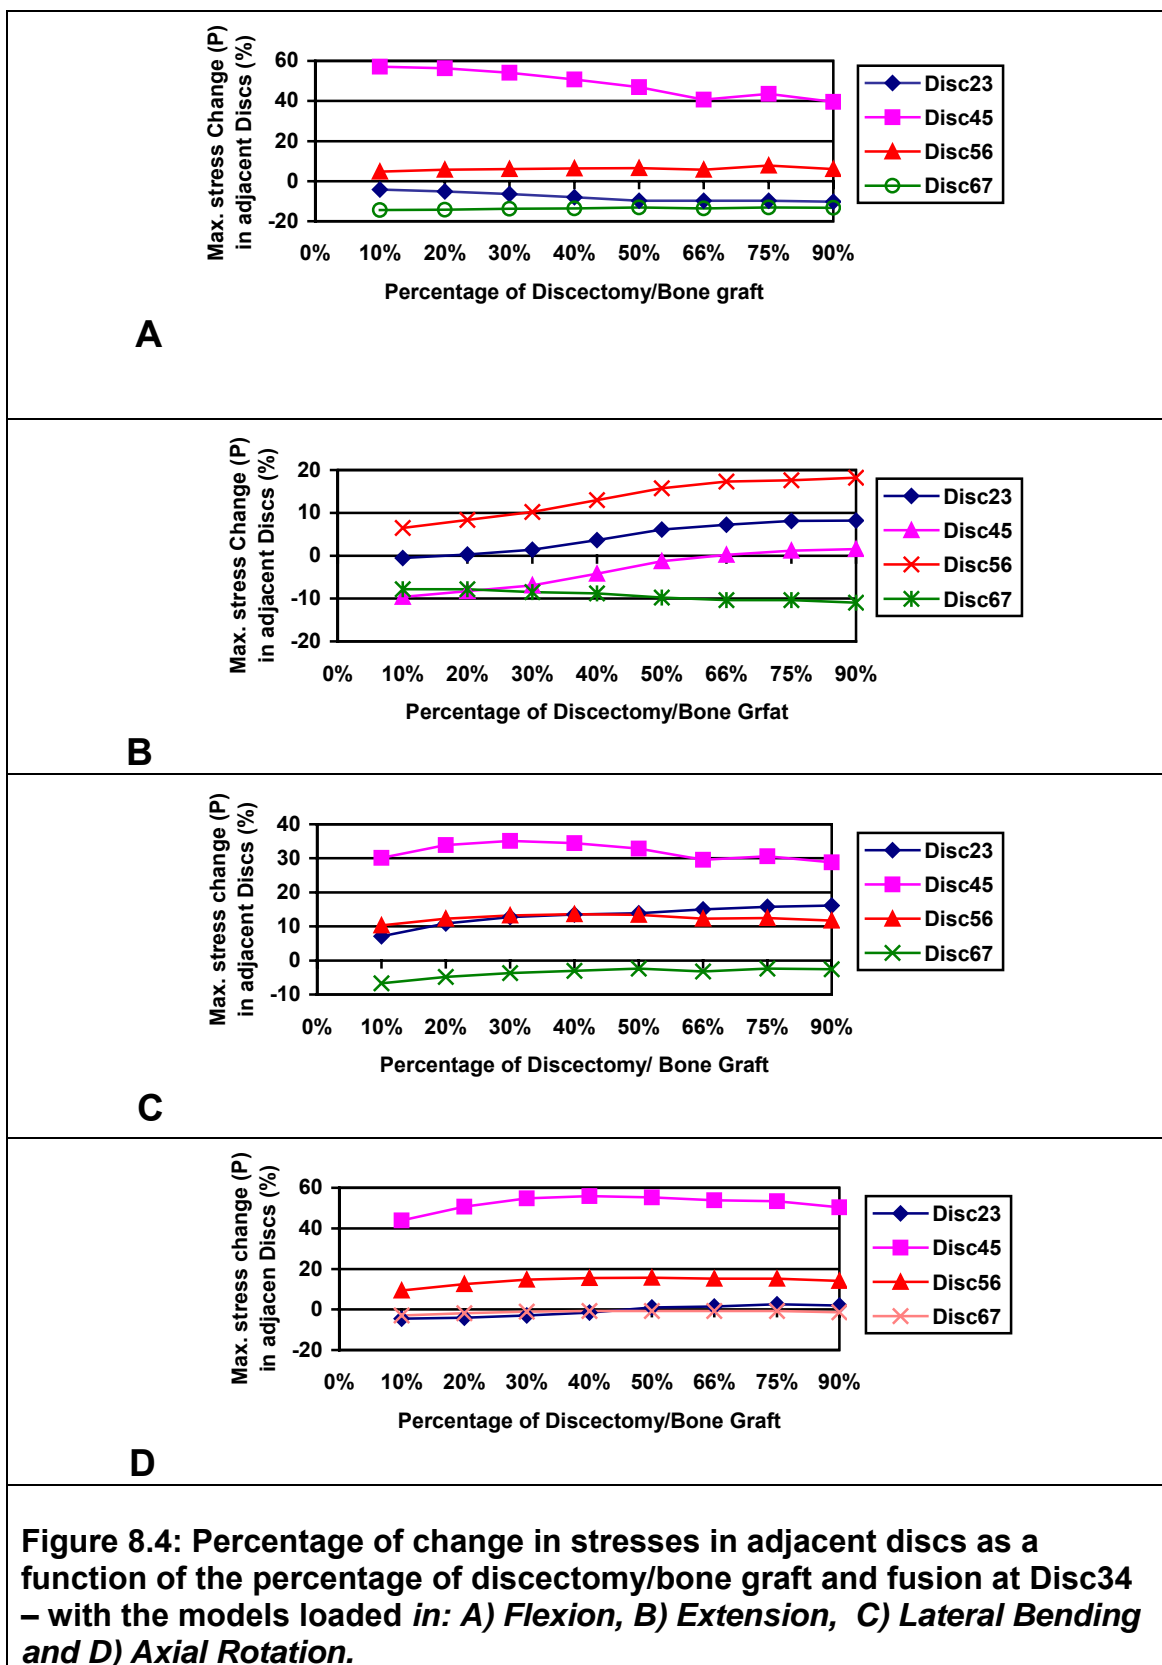 Max. stress Change (P)
in adjacent Discs (%)
60
40
20
0
-20
0% 10% 20% 30% 40% 50% 66% 75% 90%
Percentage of Discectomy/Bone graft
Disc23
Disc45
Disc56
Disc67
A
Max. stress Change (P)
in adjacent Discs (%)
20
10
0
-10
-20
0% 10% 20% 30% 40% 50% 66% 75% 90%
Percentage of Discectomy/Bone Grfat
Disc23
Disc45
Disc56
Disc67
B
Max. stress change (P)
in adjacent Discs (%)
40
30
20
10
0
-10
0% 10% 20% 30% 40% 50% 66% 75% 90%
Percentage of Discectomy/ Bone Graft
Disc23
Disc45
Disc56
Disc67
C
Max. stress change (P)
in adjacen Discs (%)
60
40
20
0
-20
0% 10% 20% 30% 40% 50% 66% 75% 90%
Percentage of Discectomy/Bone Graft
Disc23
Disc45
Disc56
Disc67
D
Figure 8.4: Percentage of change in stresses in adjacent discs as a
function of the percentage of discectomy/bone graft and fusion at Disc34
– with the models loaded in: A) Flexion, B) Extension, C) Lateral Bending
and D) Axial Rotation.